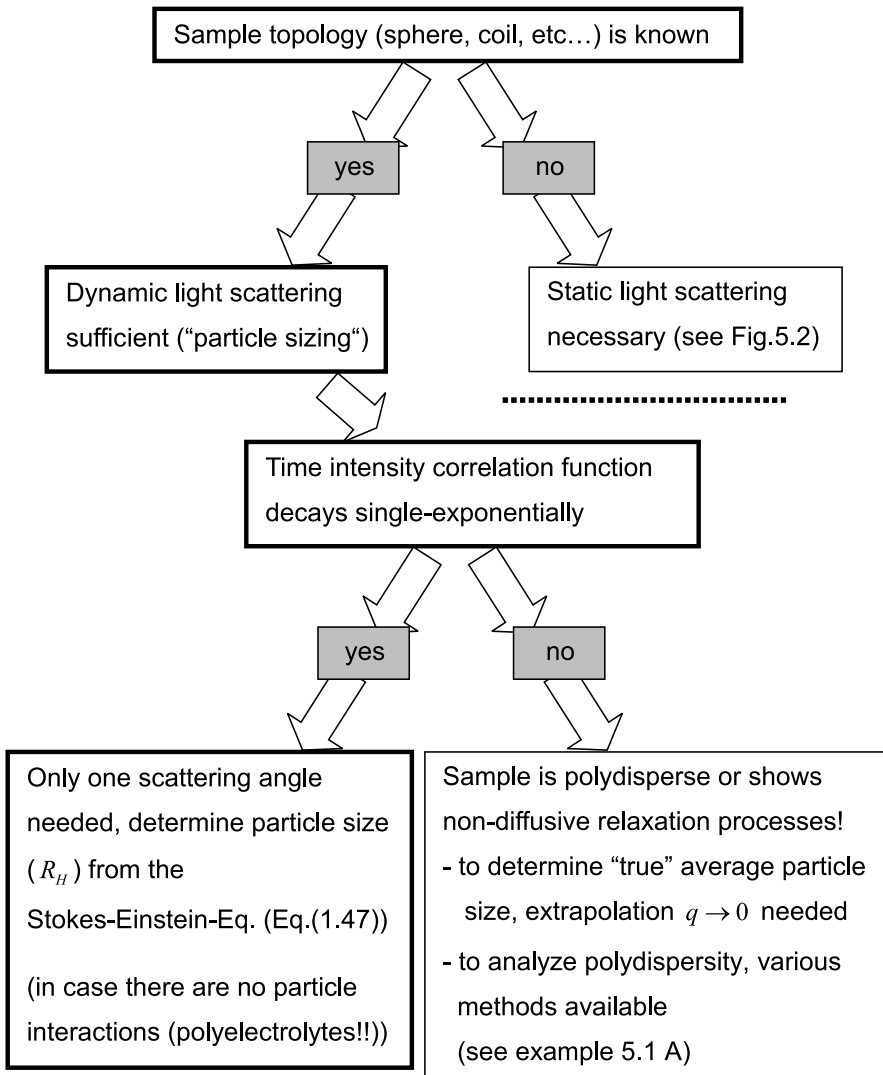 Sample topology (sphere, coil, etc…) is known
yes
no
Dynamic light scattering
sufficient (“particle sizing“)
Static light scattering
necessary (see Fig.5.2)
Time intensity correlation function
decays single-exponentially
yes
no
Only one scattering angle
needed, determine particle size
( R_H ) from the
Stokes-Einstein-Eq. (Eq.(1.47))
(in case there are no particle
interactions (polyelectrolytes!!))
Sample is polydisperse or shows
non-diffusive relaxation processes!
- to determine “true” average particle
size, extrapolation q → 0 needed
- to analyze polydispersity, various
methods available
(see example 5.1 A)